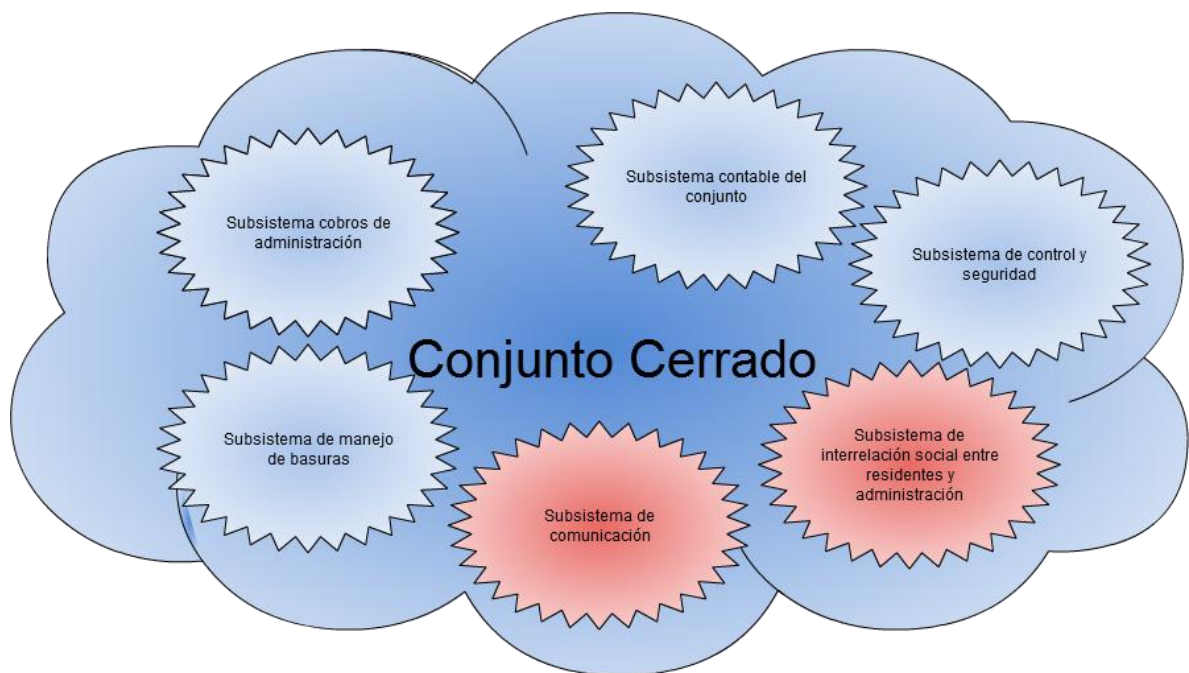 Subsistema contable del
conjunto
Subsistema cobros de
administración
Subsistema de control y
seguridad
Conjunto Cerrado
Subsistema de manejo
de basuras
Subsistema de
interrelación social entre
residentes y
administración
Subsistema de
comunicación